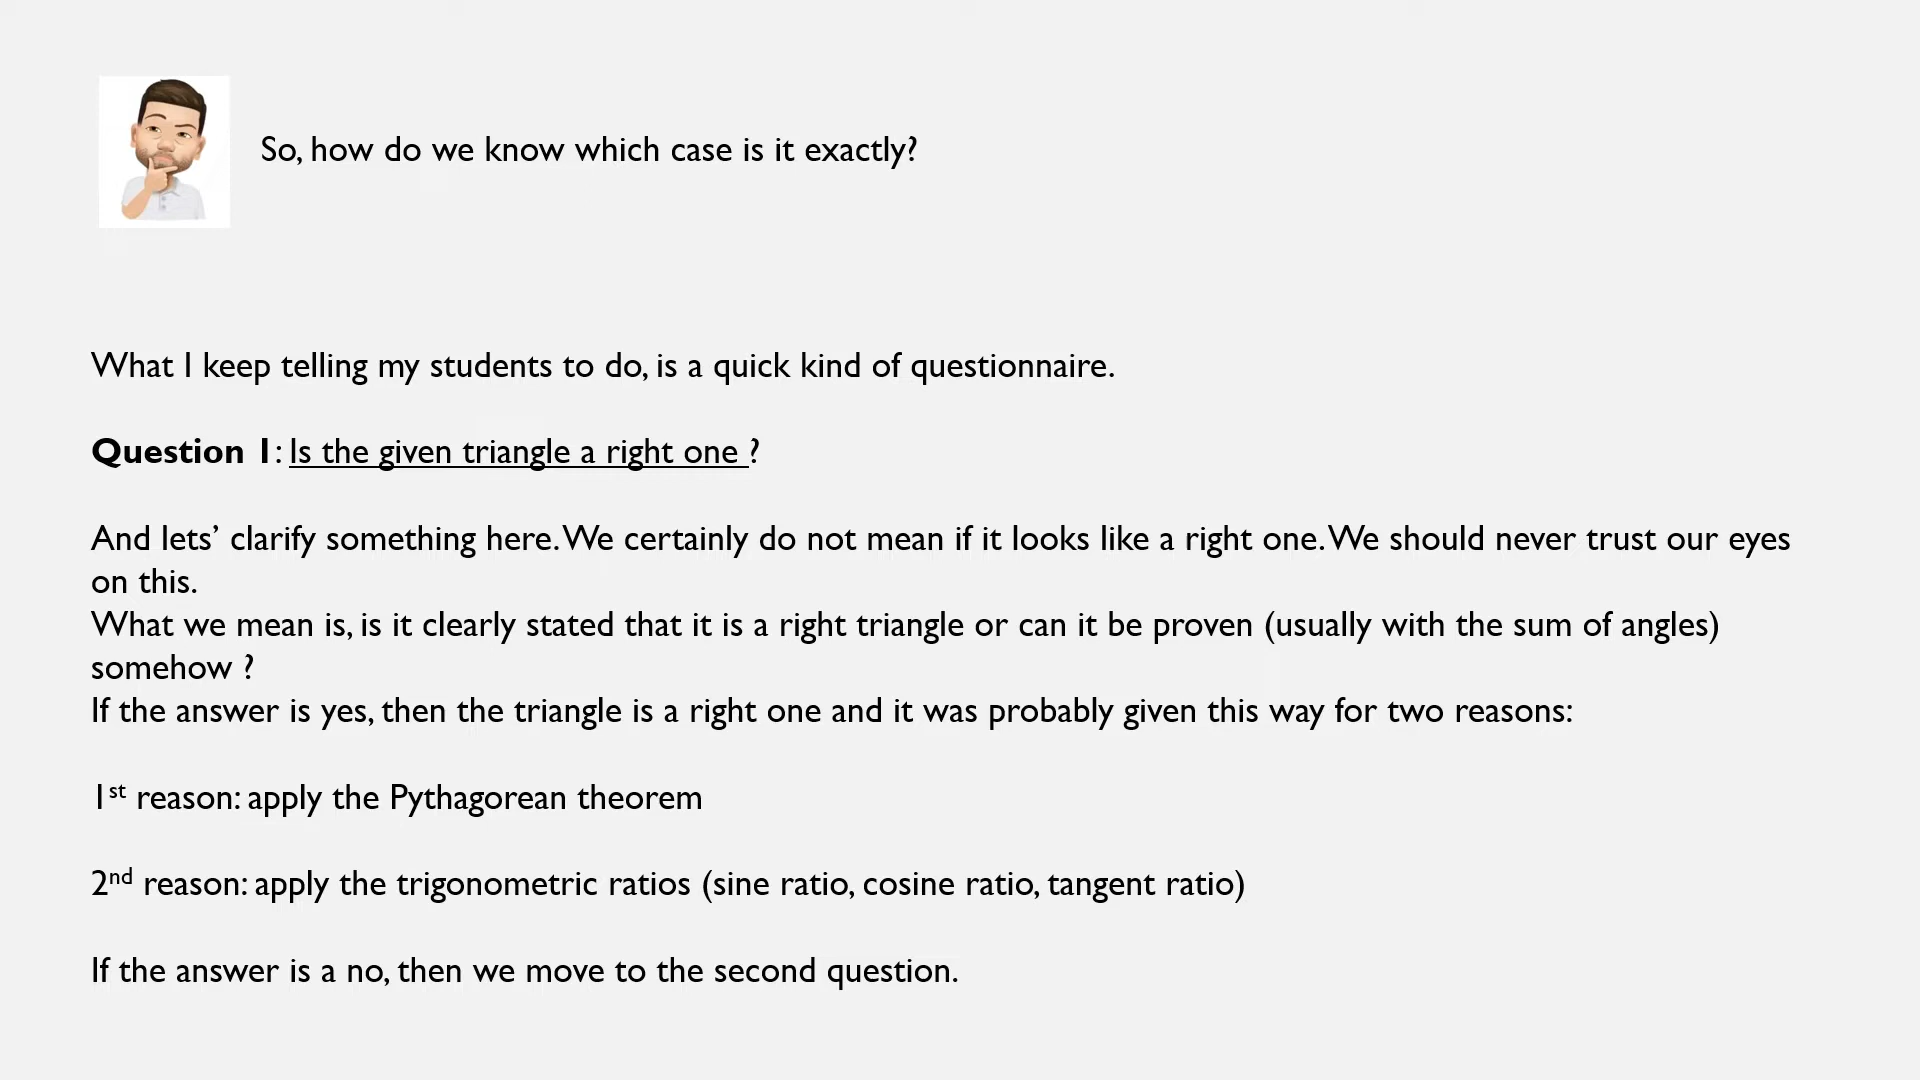 So, how do we know which case is it exactly?
What I keep telling my students to do, is a quick kind of questionnaire.
Question 1: Is the given triangle a right one ?
And lets’ clarify something here. We certainly do not mean if it looks like a right one. We should never trust our eyes
on this.
What we mean is, is it clearly stated that it is a right triangle or can it be proven (usually with the sum of angles)
somehow ?
If the answer is yes, then the triangle is a right one and it was probably given this way for two reasons:
1st reason: apply the Pythagorean theorem
2nd reason: apply the trigonometric ratios (sine ratio, cosine ratio, tangent ratio)
If the answer is a no, then we move to the second question.